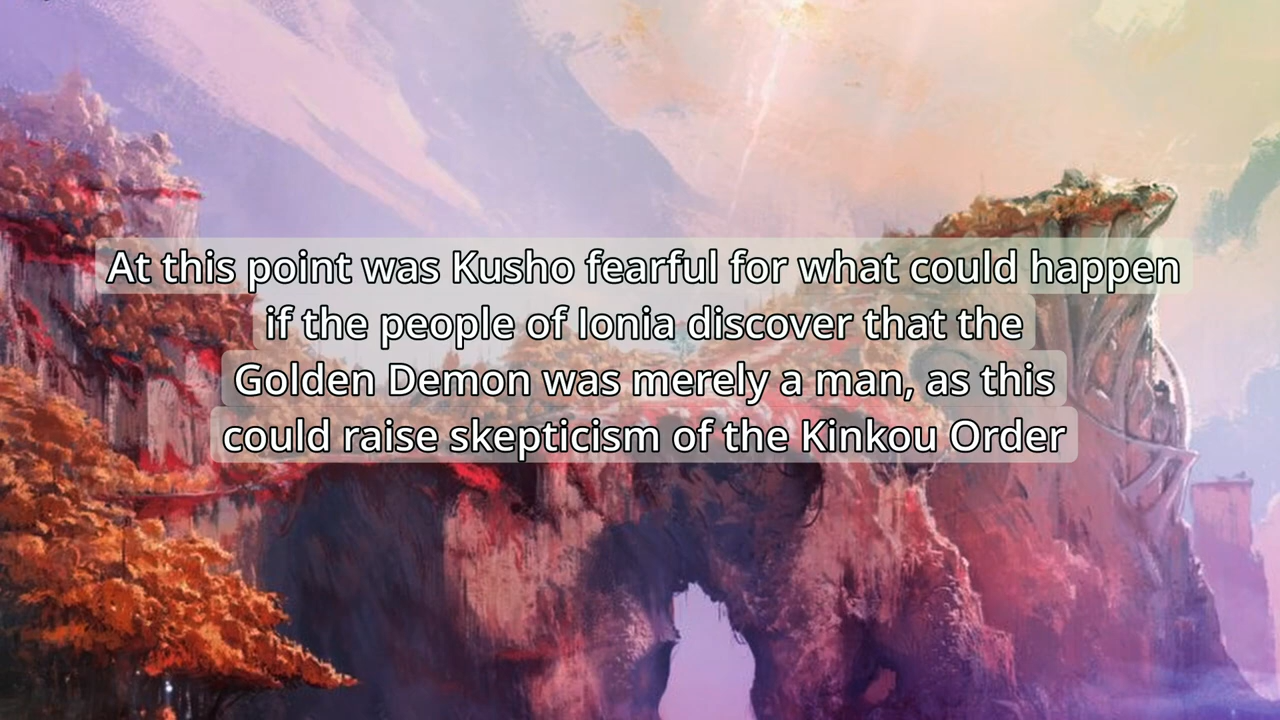 At this point was Kusho fearful for what could happen
if the people of Ionia discover that the
Golden Demon was merely a man, as this
could raise skepticism of the Kinkou Order